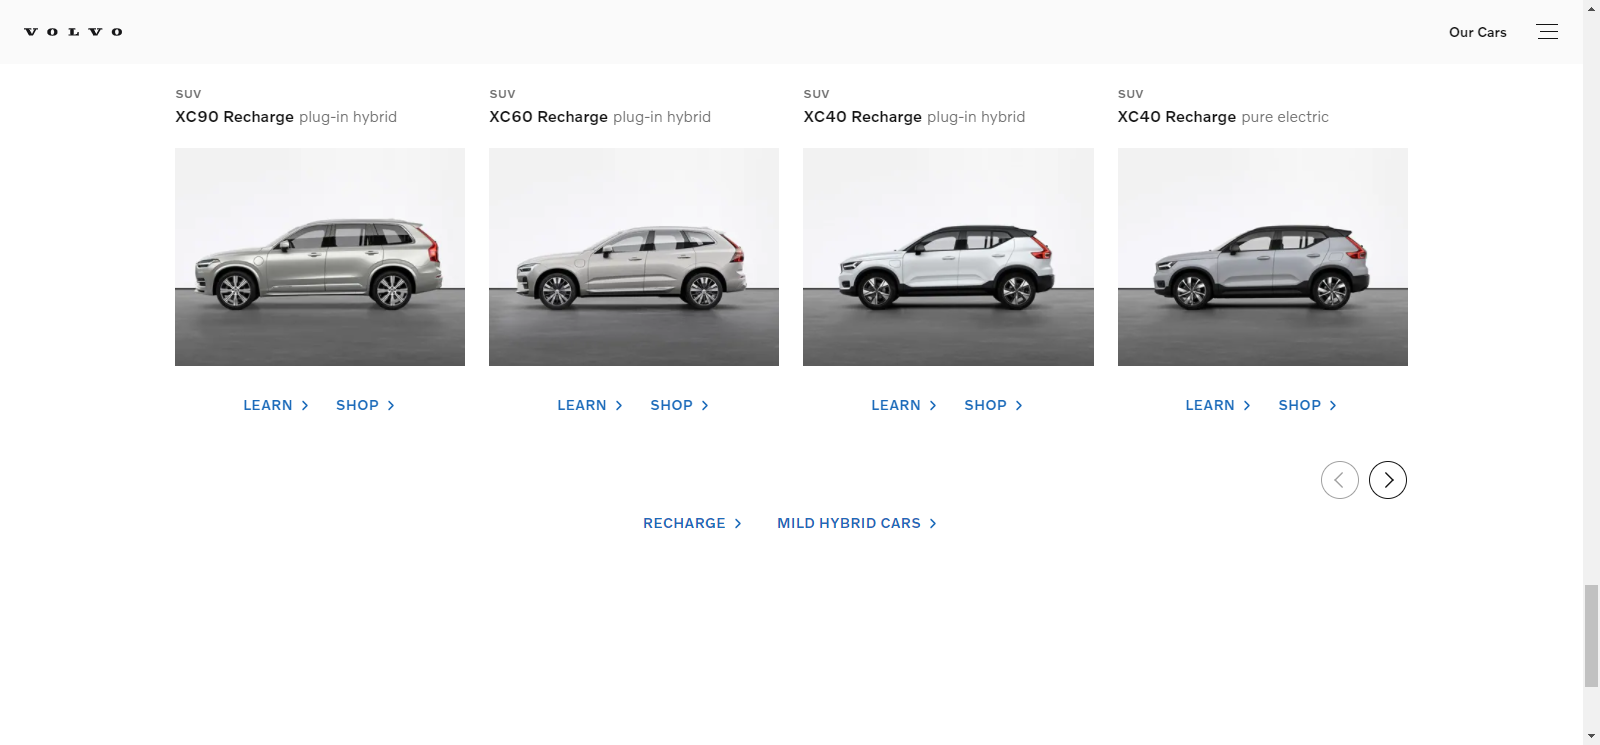 VOLVO
Our Cars
SUV
XC90 Recharge plug-in hybrid
LEARN
SHOP
SUV
XC60 Recharge plug-in hybrid
LEARN
SHOP
SUV
XC40 Recharge plug-in hybrid
LEARN
SHOP
SUV
XC40 Recharge pure electric
LEARN
SHOP
RECHARGE
MILD HYBRID CARS